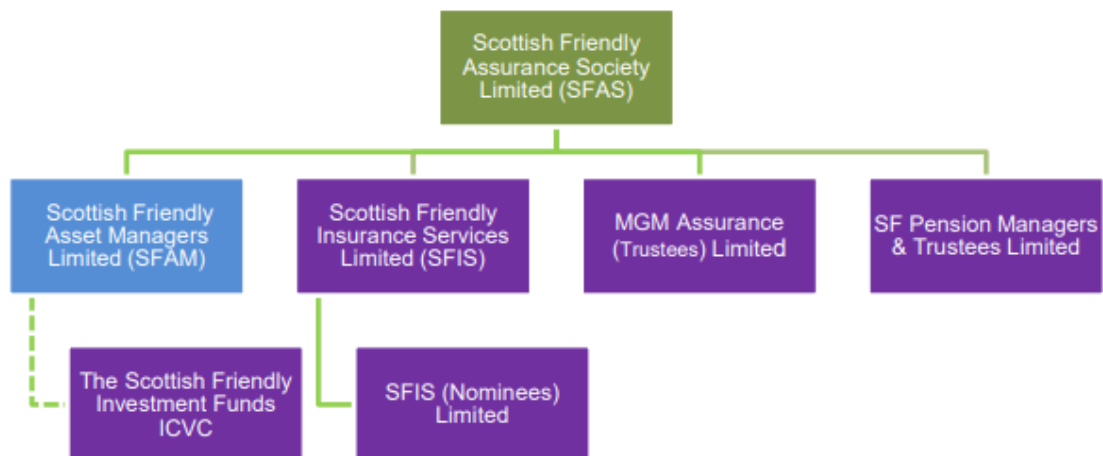 Scottish Friendly
Assurance Society
Limited (SFAS)
Scottish Friendly
Asset Managers
Limited (SFAM)
Scottish Friendly
Insurance Services
Limited (SFIS)
MGM Assurance
(Trustees) Limited
SF Pension Managers
& Trustees Limited
The Scottish Friendly
Investment Funds
ICVC
SFIS (Nominees)
Limited